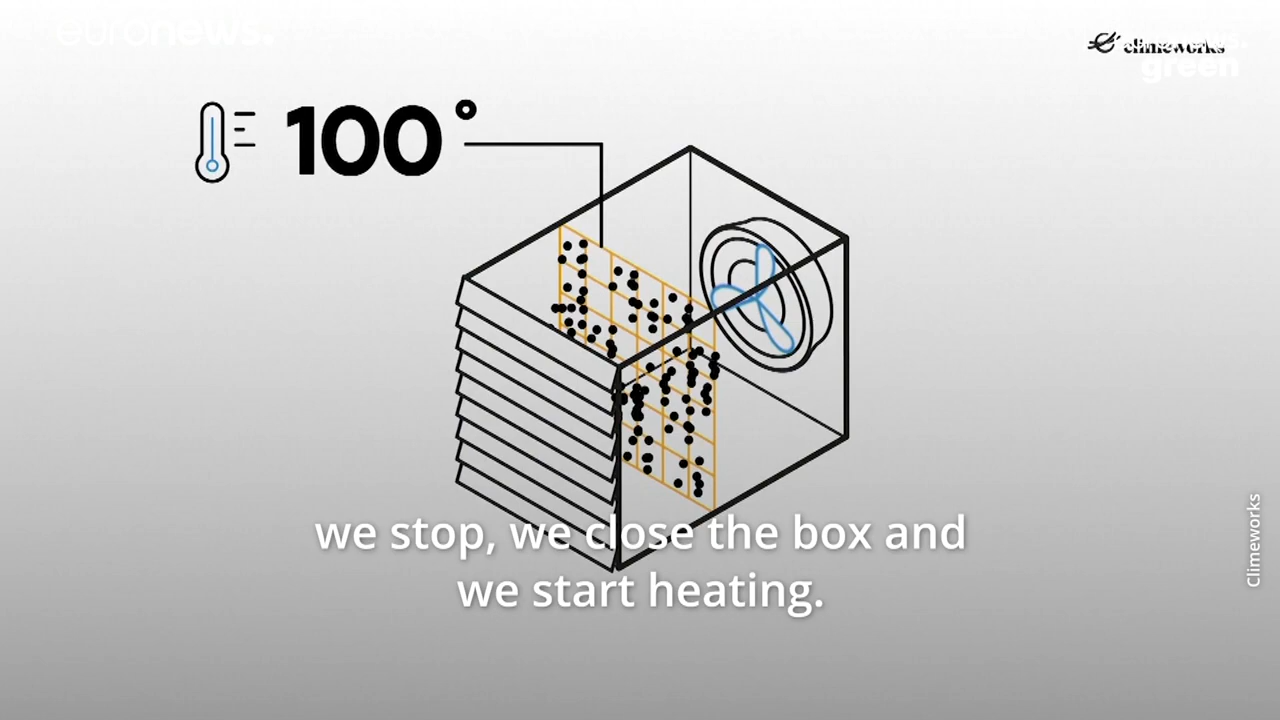 euronews.
climeworks
green
100°
we stop, we close the box and
we start heating.
Climeworks